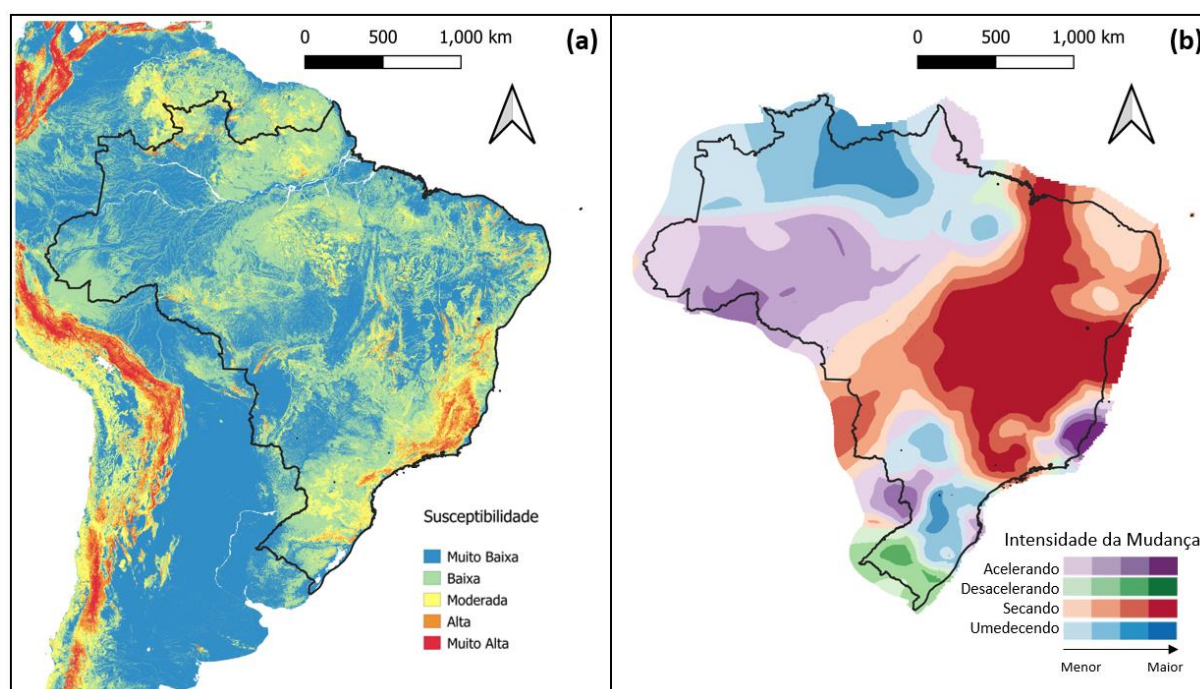 0 500 1,000 km
(a)
Susceptibilidade
Muito Baixa
Baixa
Moderada
Alta
Muito Alta
0 500 1,000 km
(b)
Intensidade da Mudança
Acelerando
Desacelerando
Secando
Umedecendo
Menor Maior